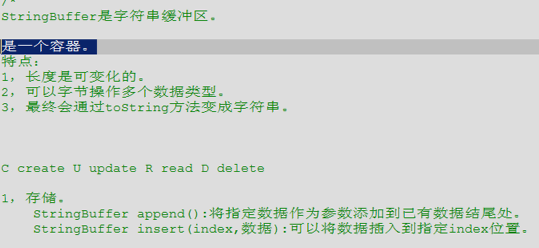 /*
StringBuffer是字符串缓冲区。
是一个容器。
特点:
1, 长度是可变化的。
2, 可以字节操作多个数据类型。
3, 最终会通过toString方法变成字符串。
C create U update R read D delete
1, 存储。
StringBuffer append():将指定数据作为参数添加到已有数据结尾处。
StringBuffer insert(index,数据):可以将数据插入到指定index位置。